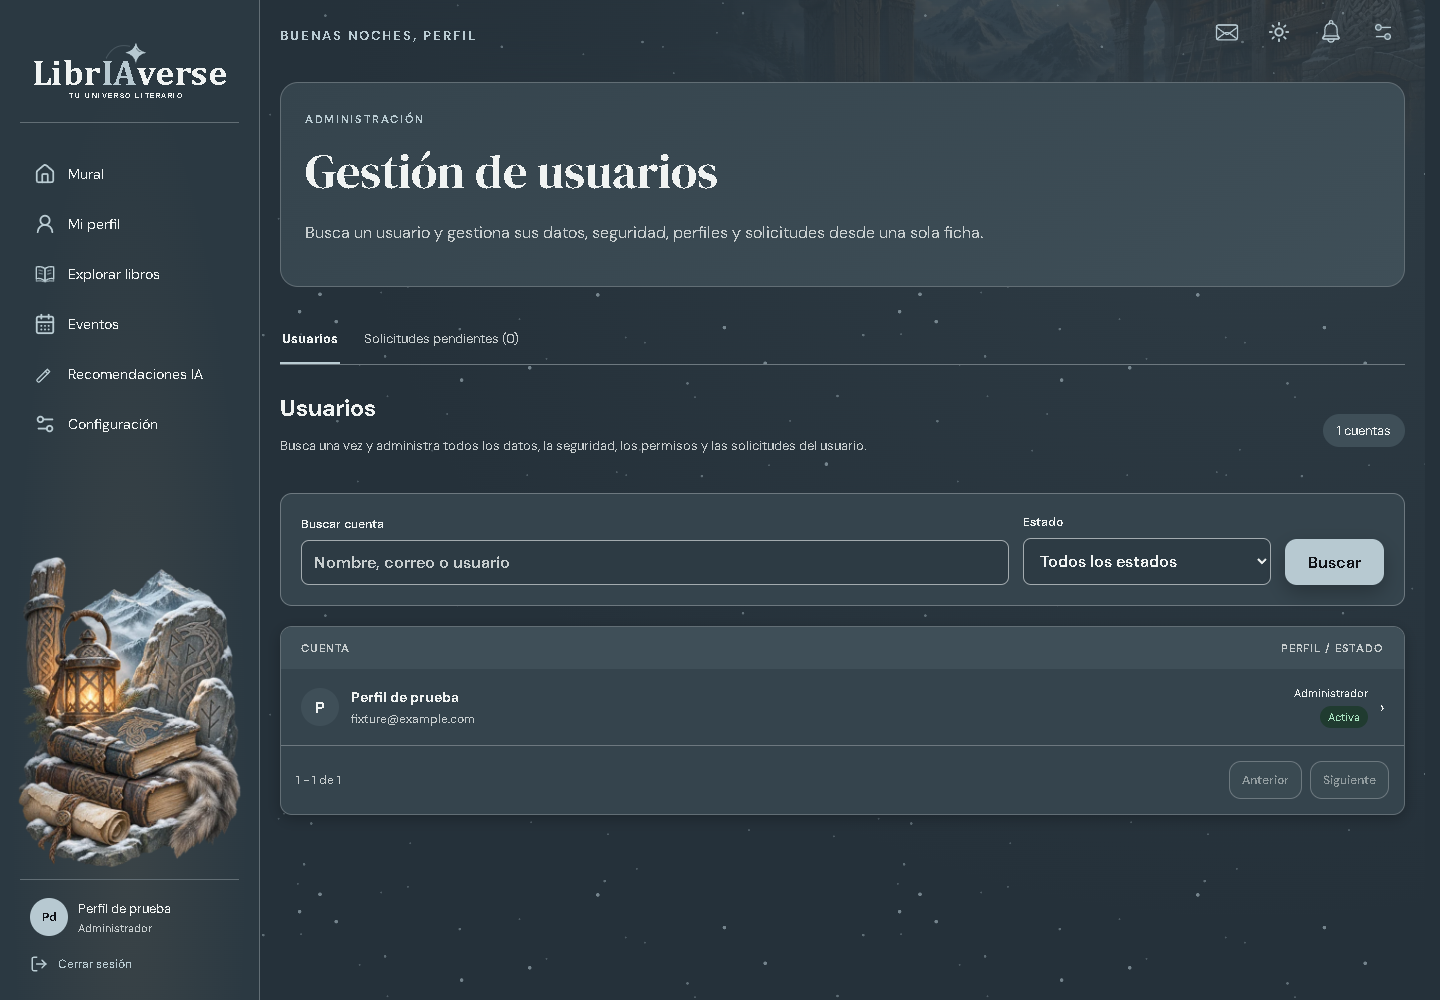 LibrIAverse
TU UNIVERSO LITERARIO
Mural
Mi perfil
Explorar libros
Eventos
Recomendaciones IA
Configuración
Pd
Perfil de prueba
Administrador
Cerrar sesión
BUENAS NOCHES, PERFIL
ADMINISTRACIÓN
Gestión de usuarios
Busca un usuario y gestiona sus datos, seguridad, perfiles y solicitudes desde una sola ficha.
Usuarios Solicitudes pendientes (0)
Usuarios
Busca una vez y administra todos los datos, la seguridad, los permisos y las solicitudes del usuario.
1 cuentas
Buscar cuenta
Nombre, correo o usuario
Estado
Todos los estados
Buscar
CUENTA PERFIL / ESTADO
P
Perfil de prueba
fixture@example.com
Administrador
Activa
1 – 1 de 1
Anterior Siguiente